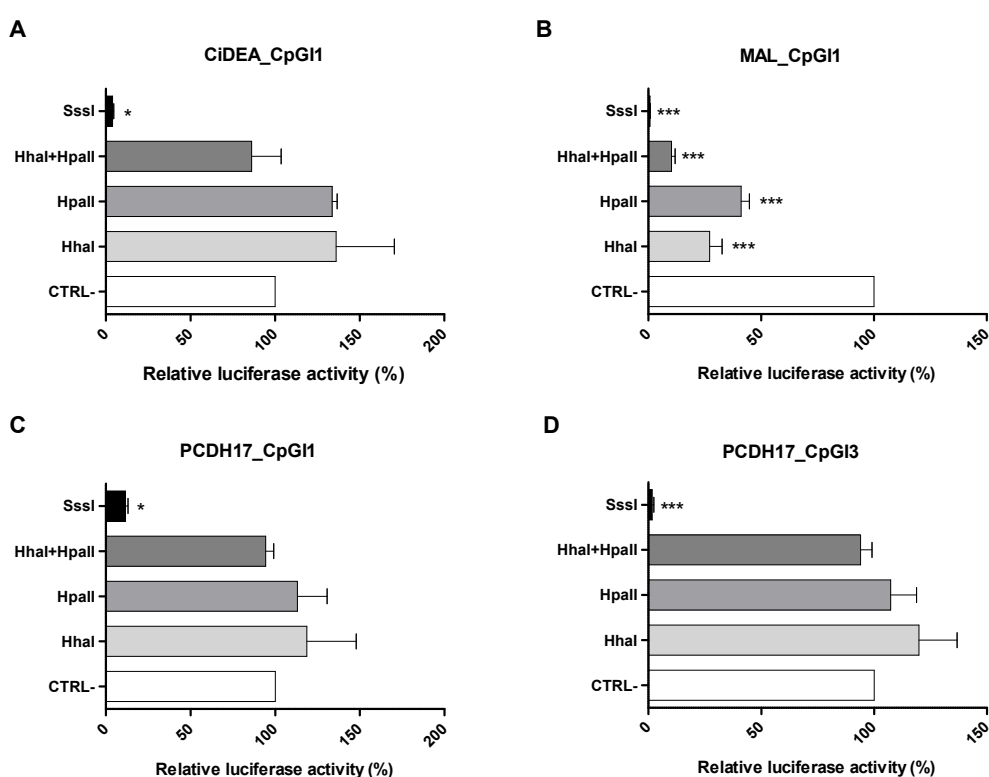 A
CiDEA_CpGI1
SssI
*
HhaI+HpaII
HpaII
HhaI
CTRL-
0
50
100
150
200
Relative luciferase activity (%)
B
MAL_CpGI1
SssI
***
HhaI+HpaII
***
HpaII
***
HhaI
***
CTRL-
0
50
100
150
Relative luciferase activity (%)
C
PCDH17_CpGI1
SssI
*
HhaI+HpaII
HpaII
HhaI
CTRL-
0
50
100
150
200
Relative luciferase activity (%)
D
PCDH17_CpGI3
SssI
***
HhaI+HpaII
HpaII
HhaI
CTRL-
0
50
100
150
Relative luciferase activity (%)